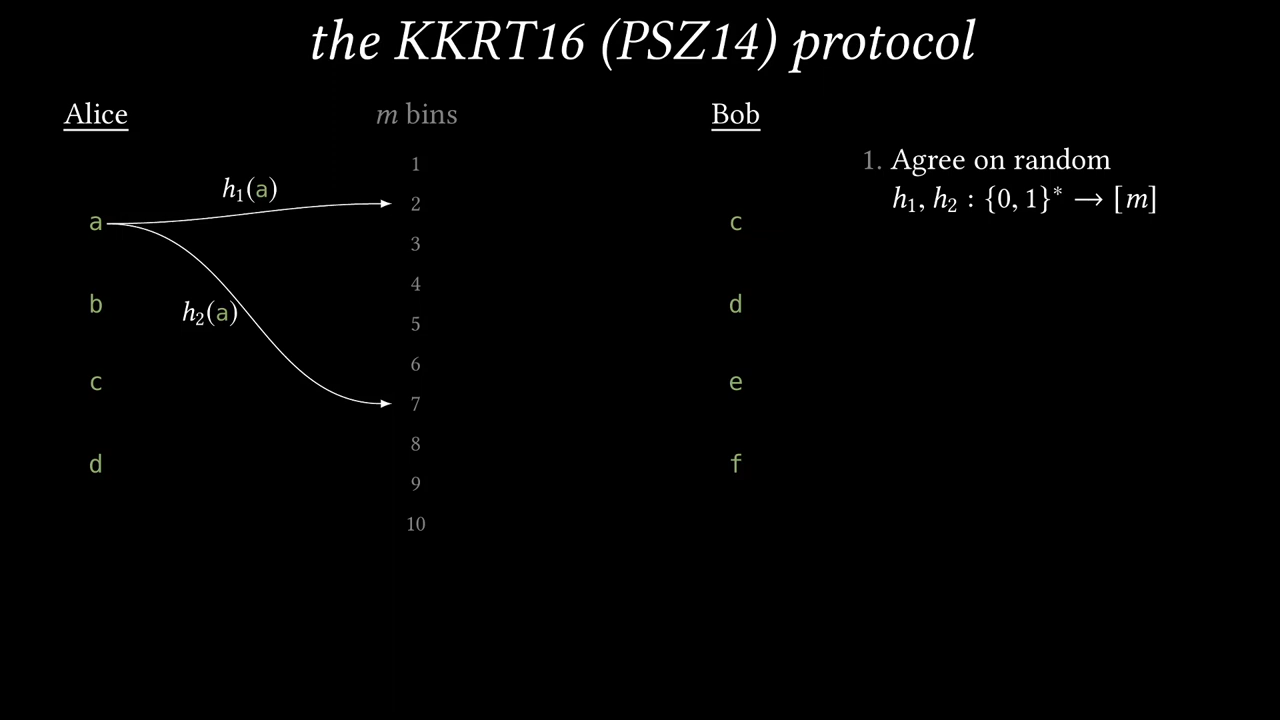 the KKRT16 (PSZ14) protocol
Alice
m bins
Bob
1. Agree on random
h₁, h₂ : {0, 1}* → [m]
h₁(a)
h₂(a)
a
b
c
d
1
2
3
4
5
6
7
8
9
10
c
d
e
f